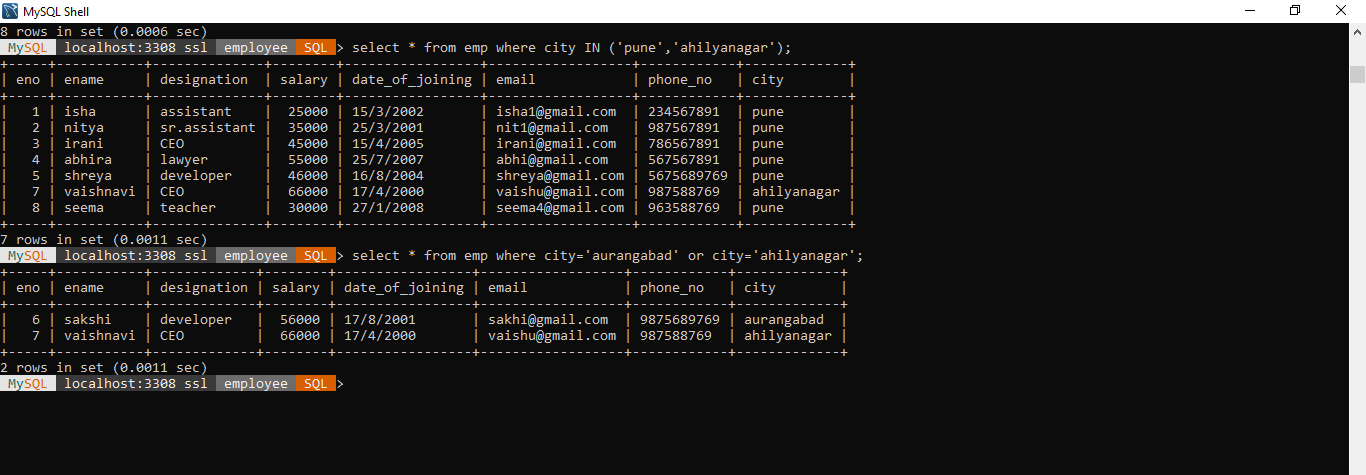 MySQL Shell
8 rows in set (0.0006 sec)
MySQL localhost:3308 ssl employee SQL > select * from emp where city IN ('pune','ahilyanagar');
+-----+-----------+--------------+--------+-----------------+------------------+------------+-------------+
| eno | ename     | designation  | salary | date_of_joining | email            | phone_no   | city        |
+-----+-----------+--------------+--------+-----------------+------------------+------------+-------------+
|   1 | isha      | assistant    |  25000 | 15/3/2002       | isha1@gmail.com  | 234567891  | pune        |
|   2 | nitya     | sr.assistant |  35000 | 25/3/2001       | nit1@gmail.com   | 987567891  | pune        |
|   3 | irani     | CEO          |  45000 | 15/4/2005       | irani@gmail.com  | 786567891  | pune        |
|   4 | abhira    | lawyer       |  55000 | 25/7/2007       | abhi@gmail.com   | 567567891  | pune        |
|   5 | shreya    | developer    |  46000 | 16/8/2004       | shreya@gmail.com | 5675689769 | pune        |
|   7 | vaishnavi | CEO          |  66000 | 17/4/2000       | vaishu@gmail.com | 987588769  | ahilyanagar |
|   8 | seema     | teacher      |  30000 | 27/1/2008       | seema4@gmail.com | 963588769  | pune        |
+-----+-----------+--------------+--------+-----------------+------------------+------------+-------------+
7 rows in set (0.0011 sec)
MySQL localhost:3308 ssl employee SQL > select * from emp where city='aurangabad' or city='ahilyanagar';
+-----+-----------+-------------+--------+-----------------+------------------+------------+-------------+
| eno | ename     | designation | salary | date_of_joining | email            | phone_no   | city        |
+-----+-----------+-------------+--------+-----------------+------------------+------------+-------------+
|   6 | sakshi    | developer   |  56000 | 17/8/2001       | sakhi@gmail.com  | 9875689769 | aurangabad  |
|   7 | vaishnavi | CEO         |  66000 | 17/4/2000       | vaishu@gmail.com | 987588769  | ahilyanagar |
+-----+-----------+-------------+--------+-----------------+------------------+------------+-------------+
2 rows in set (0.0011 sec)
MySQL localhost:3308 ssl employee SQL >